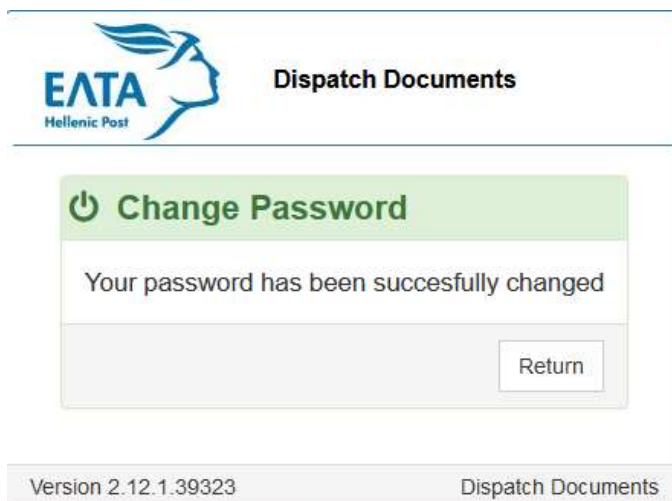 ΕΛΤΑ
Hellenic Post
Dispatch Documents
Change Password
Your password has been succesfully changed
Return
Version 2.12.1.39323
Dispatch Documents